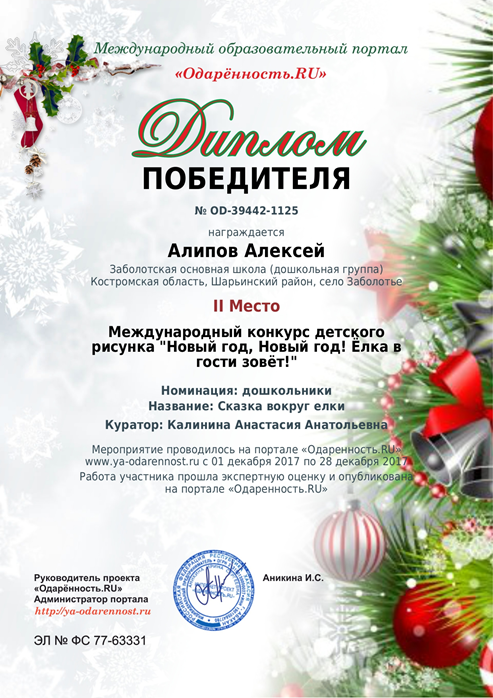 Международный образовательный портал
«Одарённость.RU»
Диплом
ПОБЕДИТЕЛЯ
№ OD-39442-1125
награждается
Алипов Алексей
Заболотская основная школа (дошкольная группа)
Костромская область, Шарьинский район, село Заболотье
II Место
Международный конкурс детского
рисунка "Новый год, Новый год! Ёлка в
гости зовёт!"
Номинация: дошкольники
Название: Сказка вокруг елки
Куратор: Калинина Анастасия Анатольевна
Мероприятие проводилось на портале «Одаренность.RU»
www.ya-odarennost.ru с 01 декабря 2017 по 28 декабря 2017
Работа участника прошла экспертную оценку и опубликована
на портале «Одаренность.RU»
Руководитель проекта
«Одарённость.RU»
Администратор портала
http://ya-odarennost.ru
Аникина И.С.
ЭЛ № ФС 77-63331